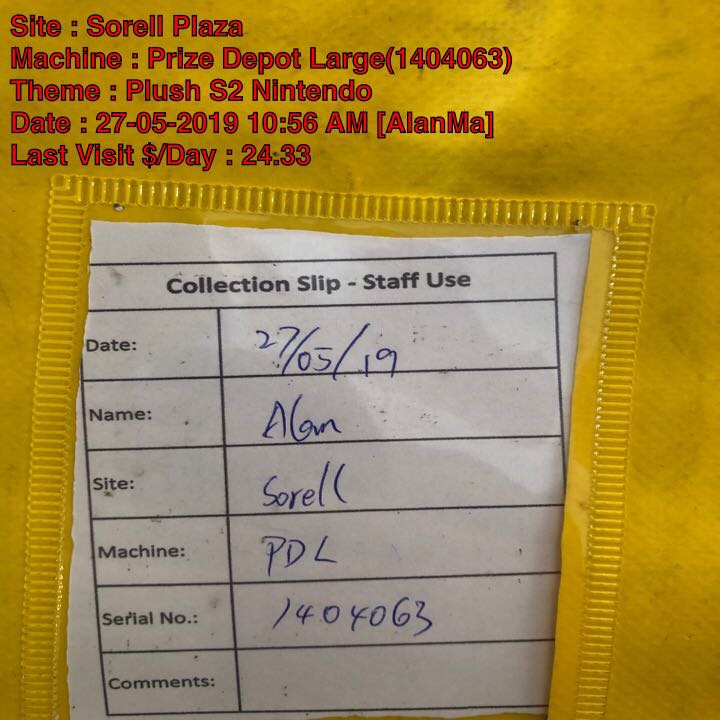 Site : Sorell Plaza
Machine : Prize Depot Large(1404063)
Theme : Plush S2 Nintendo
Date : 27-05-2019 10:56 AM [AlanMa]
Last Visit $/Day : 24.33
Collection Slip - Staff Use
Date: 27/05/19
Name: Alan
Site: Sorell
Machine: PDL
Serial No.: 1404063
Comments: